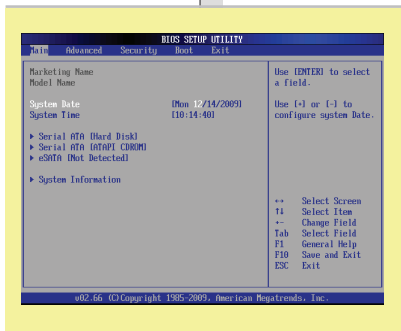 BIOS SETUP UTILITY
Main Advanced Security Boot Exit
Marketing Name
Model Name
System Date [Mon 12/14/2009]
System Time [10:14:40]
▶ Serial ATA [Hard Disk]
▶ Serial ATA [ATAPI CDROM]
▶ eSATA [Not Detected]
▶ System Information
Use [ENTER] to select
a field.
Use [+] or [-] to
configure system Date.
↔ Select Screen
↑↓ Select Item
+- Change Field
Tab Select Field
F1 General Help
F10 Save and Exit
ESC Exit
v02.66 (C)Copyright 1985-2009, American Megatrends, Inc.